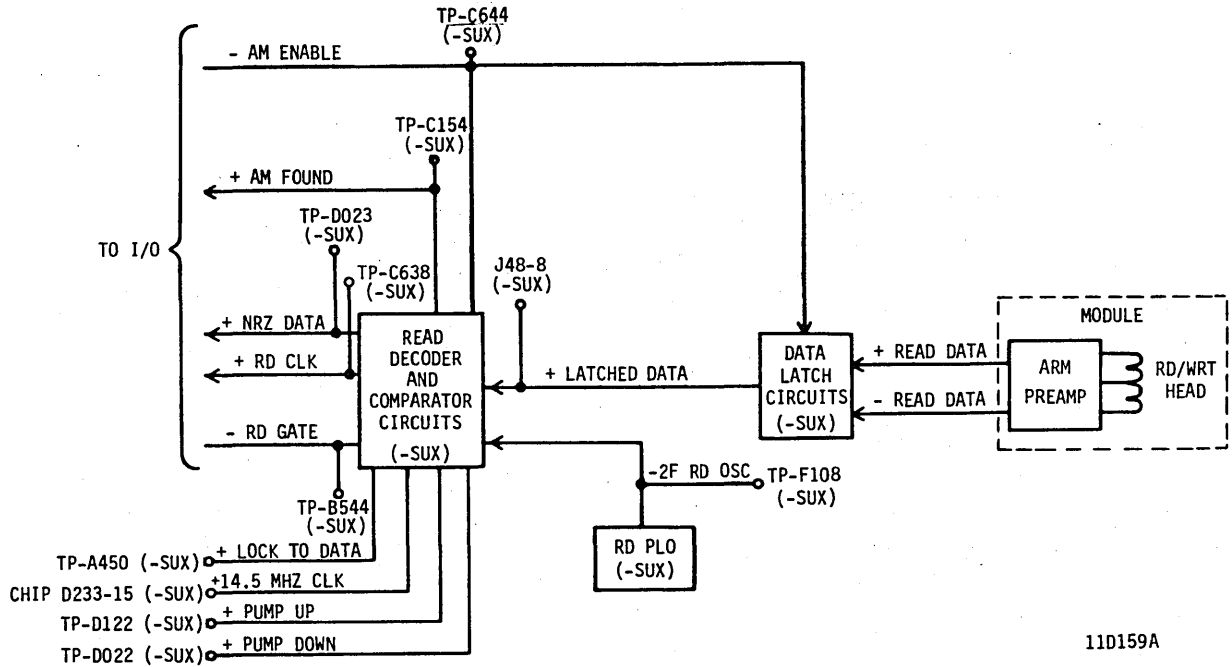 TP-C644
(-SUX)
- AM ENABLE
TP-C154
(-SUX)
+ AM FOUND
TP-D023
(-SUX)
TO I/O
TP-C638
(-SUX)
J48-8
(-SUX)
+ NRZ DATA
+ RD CLK
- RD GATE
READ
DECODER
AND
COMPARATOR
CIRCUITS
(-SUX)
+ LATCHED DATA
DATA
LATCH
CIRCUITS
(-SUX)
+ READ DATA
- READ DATA
MODULE
ARM
PREAMP
RD/WRT
HEAD
-2F RD OSC
TP-F108
(-SUX)
RD PLO
(-SUX)
TP-B544
(-SUX)
TP-A450 (-SUX)
+ LOCK TO DATA
CHIP D233-15 (-SUX)
+14.5 MHZ CLK
TP-D122 (-SUX)
+ PUMP UP
TP-D022 (-SUX)
+ PUMP DOWN
11D159A